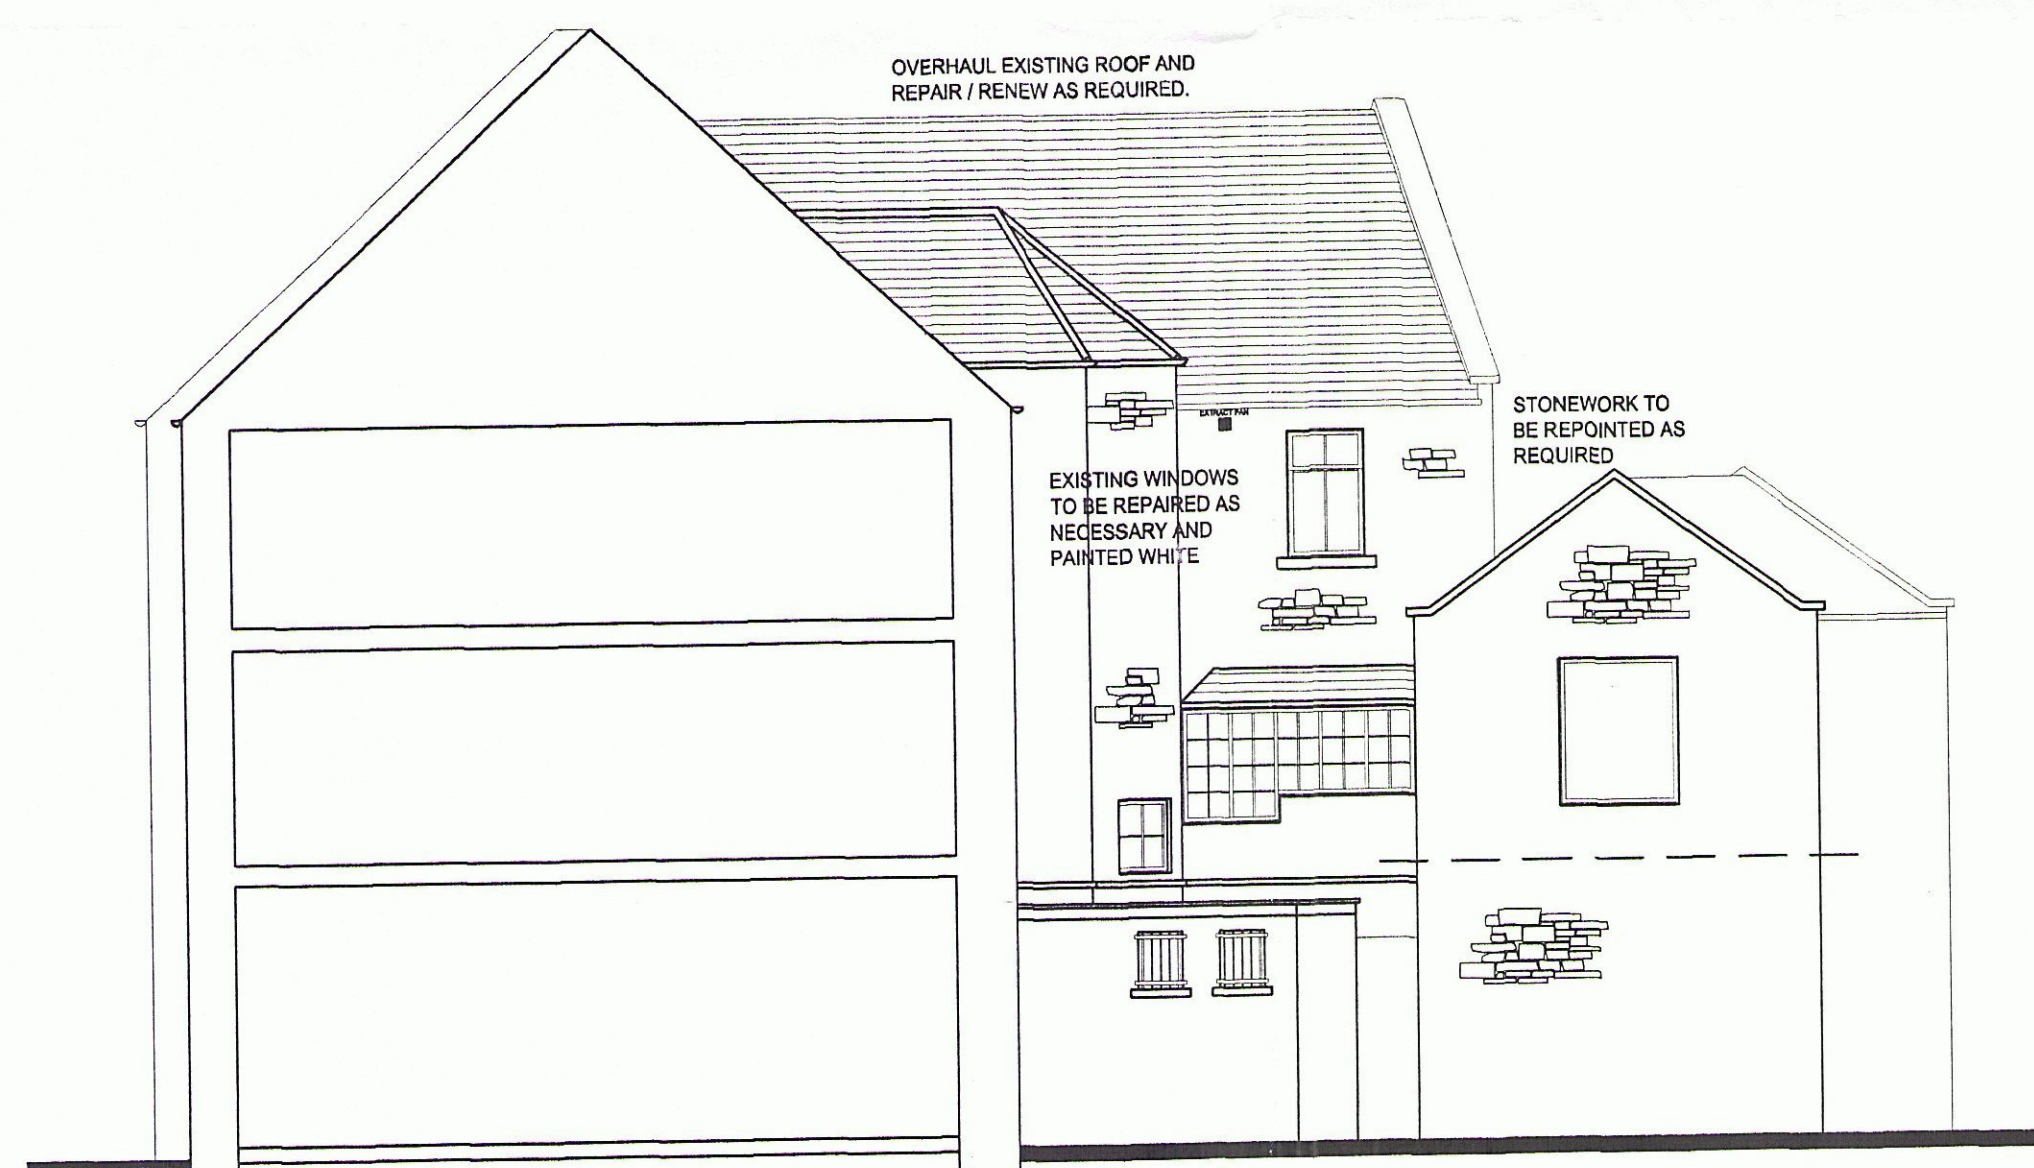 OVERHAUL EXISTING ROOF AND
REPAIR / RENEW AS REQUIRED.
EXTRACT FAN
STONEWORK TO
BE REPOINTED AS
REQUIRED
EXISTING WINDOWS
TO BE REPAIRED AS
NECESSARY AND
PAINTED WHITE